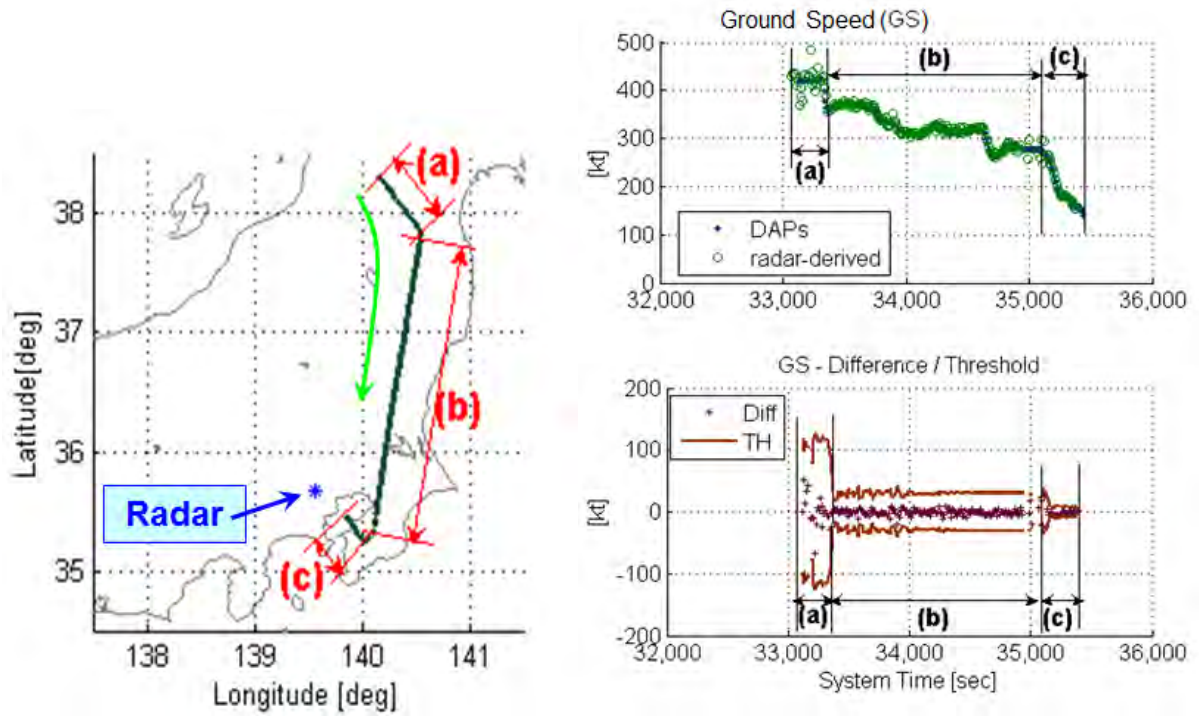 38
37
36
35
Latitude[deg]
138
139
140
141
Longitude [deg]
(a)
(b)
(c)
Radar
Ground Speed (GS)
500
400
300
200
100
0
[kt]
(a)
(b)
(c)
DAPs
radar-derived
32,000
33,000
34,000
35,000
36,000
GS - Difference / Threshold
200
100
0
-100
-200
[kt]
Diff
TH
(a)
(b)
(c)
32,000
33,000
34,000
35,000
36,000
System Time [sec]